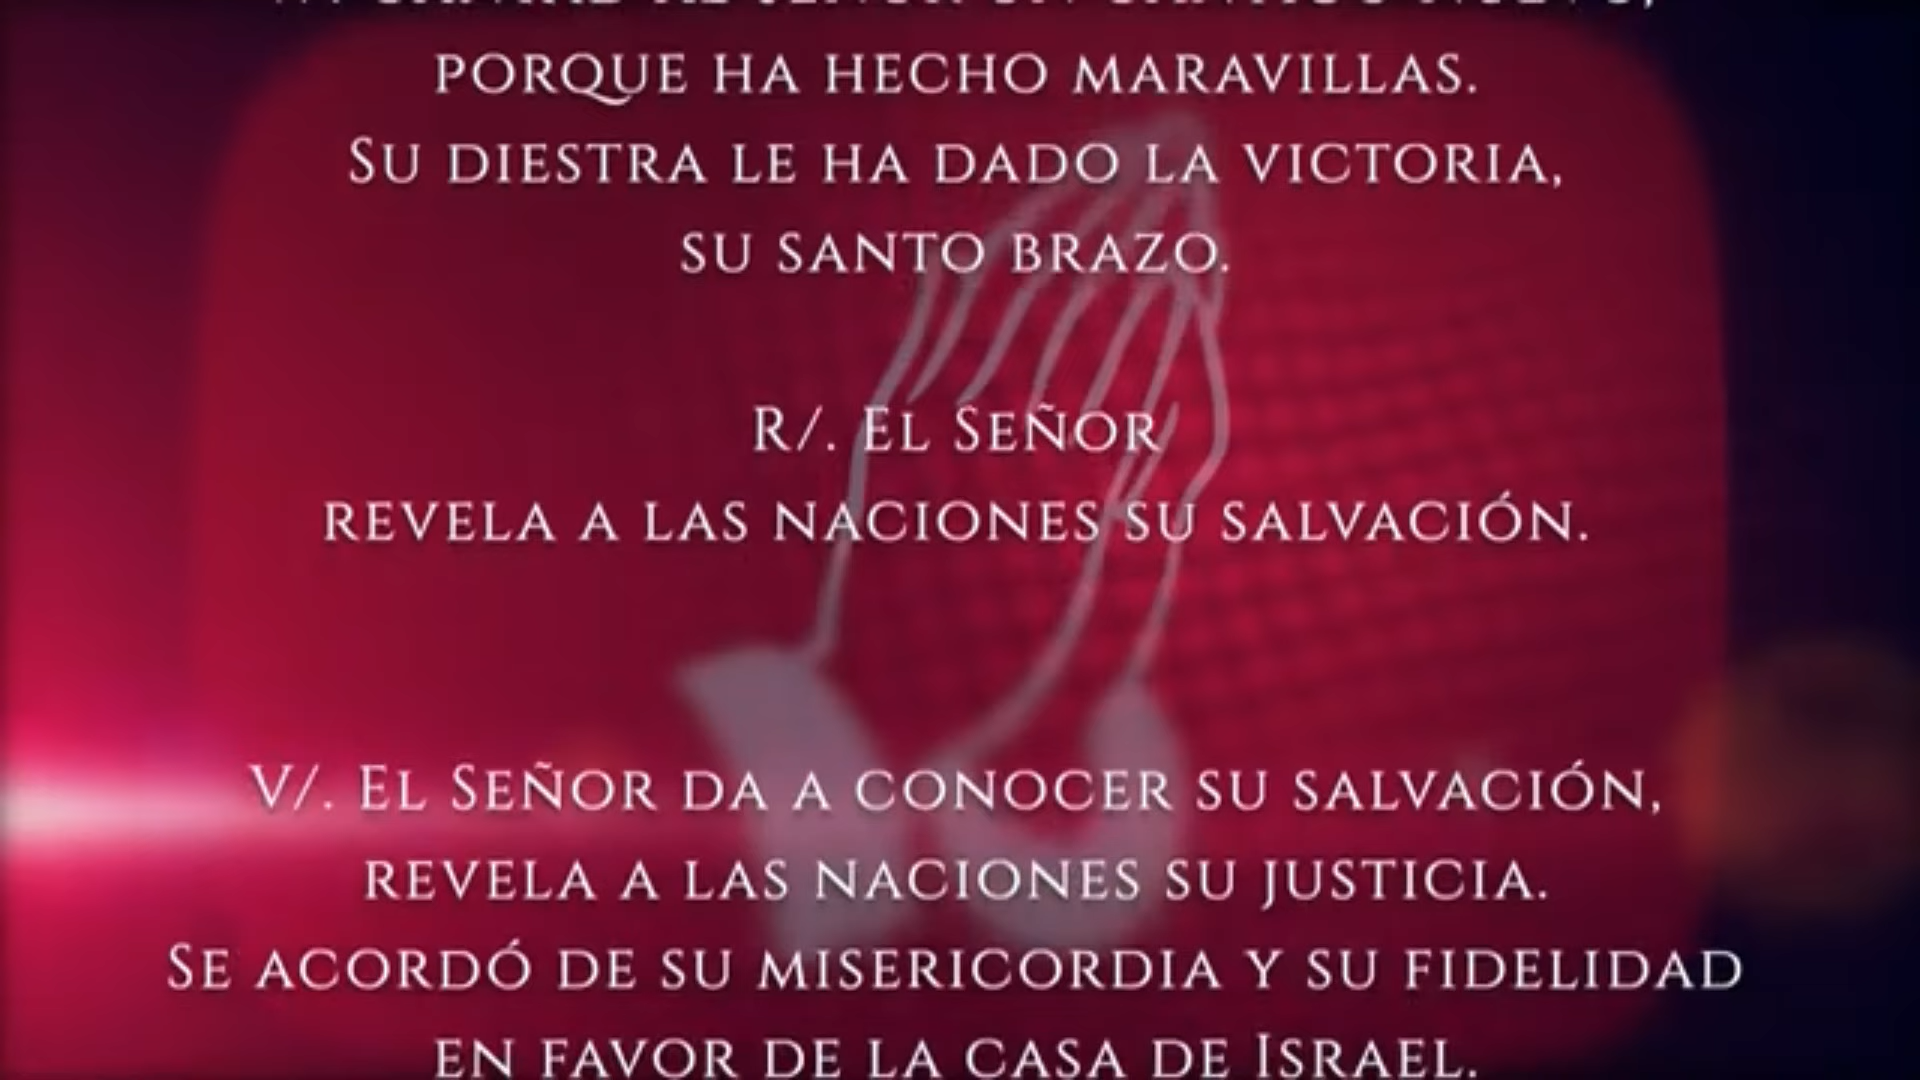 PORQUE HA HECHO MARAVILLAS.
SU DIESTRA LE HA DADO LA VICTORIA,
SU SANTO BRAZO.
R/. EL SEÑOR
REVELA A LAS NACIONES SU SALVACIÓN.
V/. EL SEÑOR DA A CONOCER SU SALVACIÓN,
REVELA A LAS NACIONES SU JUSTICIA.
SE ACORDÓ DE SU MISERICORDIA Y SU FIDELIDAD
EN FAVOR DE LA CASA DE ISRAEL.